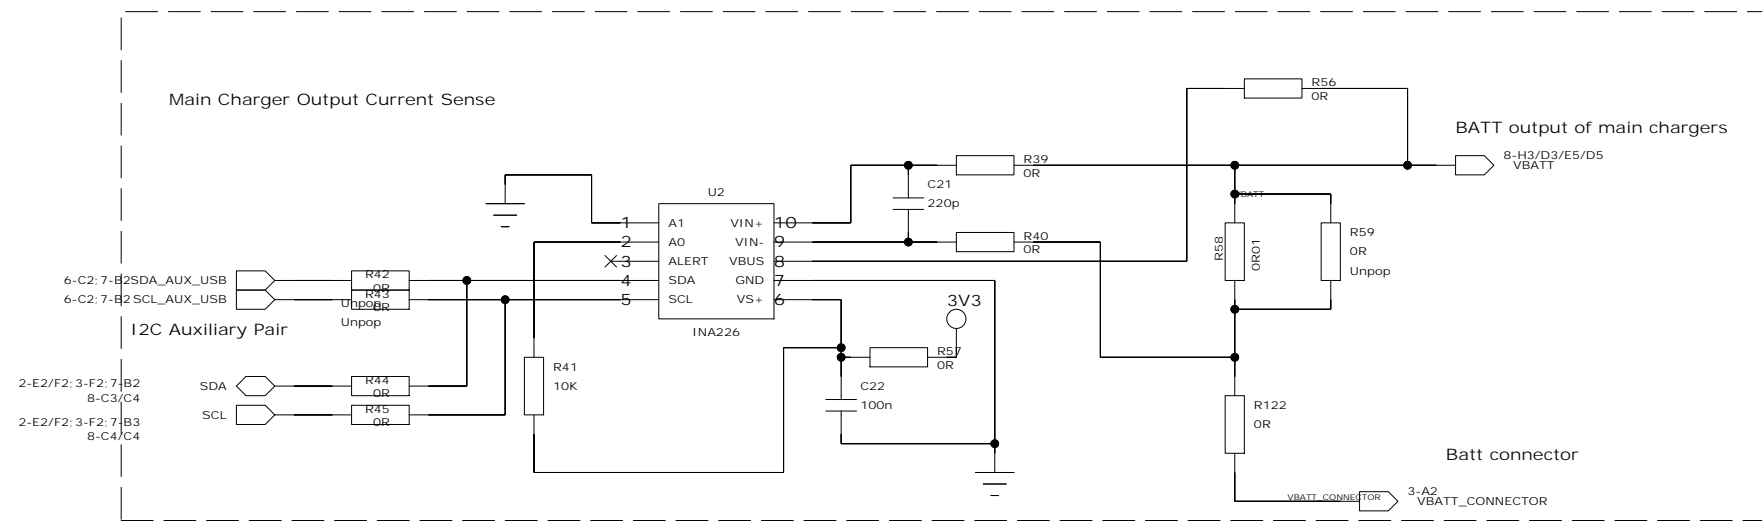 Main Charger Output Current Sense
R56
0R
BATT output of main chargers
8-H3/D3/E5/D5
VBATT
R39
0R
U2
C21
220p
BATT
1 A1 VIN+ 10
2 A0 VIN- 9
3 ALERT VBUS 8
4 SDA GND 7
5 SCL VS+ 6
INA226
R40
0R
R58
0R01
R59
0R
Unpop
6-C2;7-B2 SDA_AUX_USB
R42
0R
Unpop
6-C2;7-B2 SCL_AUX_USB
R43
0R
Unpop
I2C Auxiliary Pair
3V3
R57
0R
R41
10K
C22
100n
2-E2/F2;3-F2;7-B2
8-C3/C4
SDA
R44
0R
2-E2/F2;3-F2;7-B3
8-C4/C4
SCL
R45
0R
R122
0R
Batt connector
VBATT_CONNECTOR
3-A2
VBATT_CONNECTOR